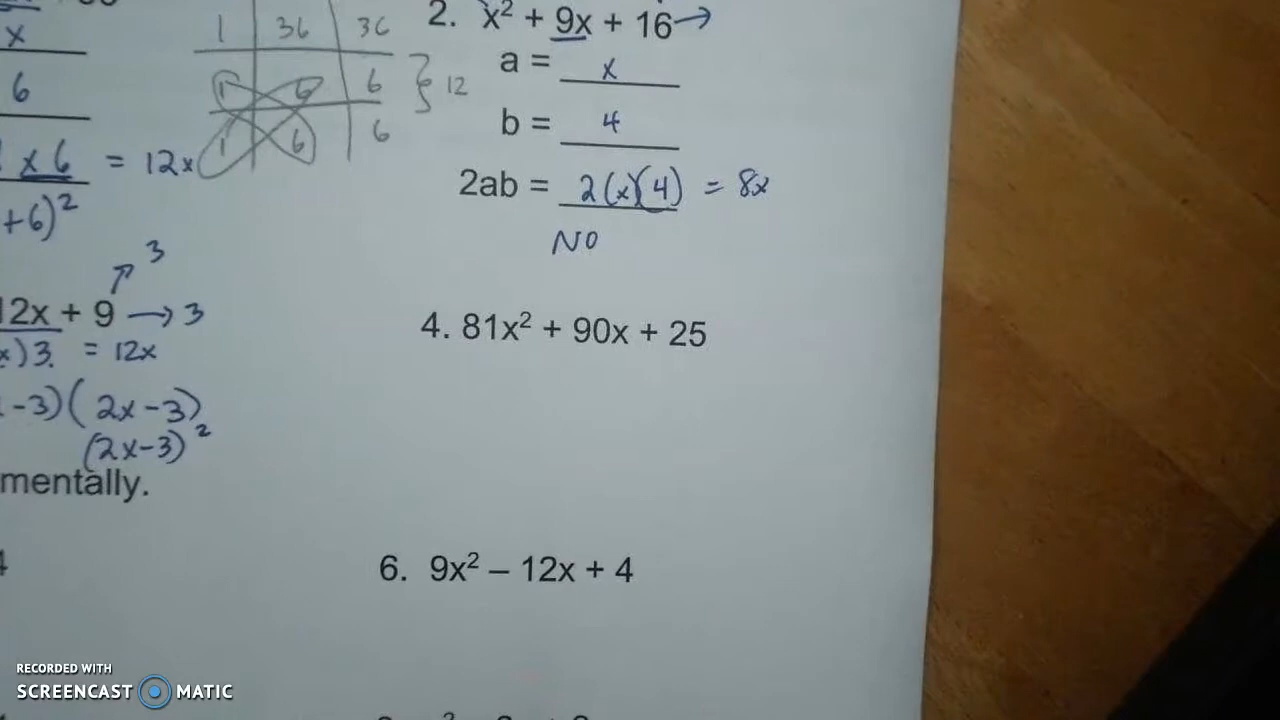 x
6
x 6 = 12x
+6)²
1 36 36
1 6 6 } 12
1 6 6
2. x² + 9x + 16 →
a = x
b = 4
2ab = 2(x)(4) = 8x
NO
3
12x + 9 → 3
x)3. = 12x
-3)(2x-3)
(2x-3)²
4. 81x² + 90x + 25
mentally.
6. 9x² – 12x + 4
RECORDED WITH
SCREENCAST MATIC